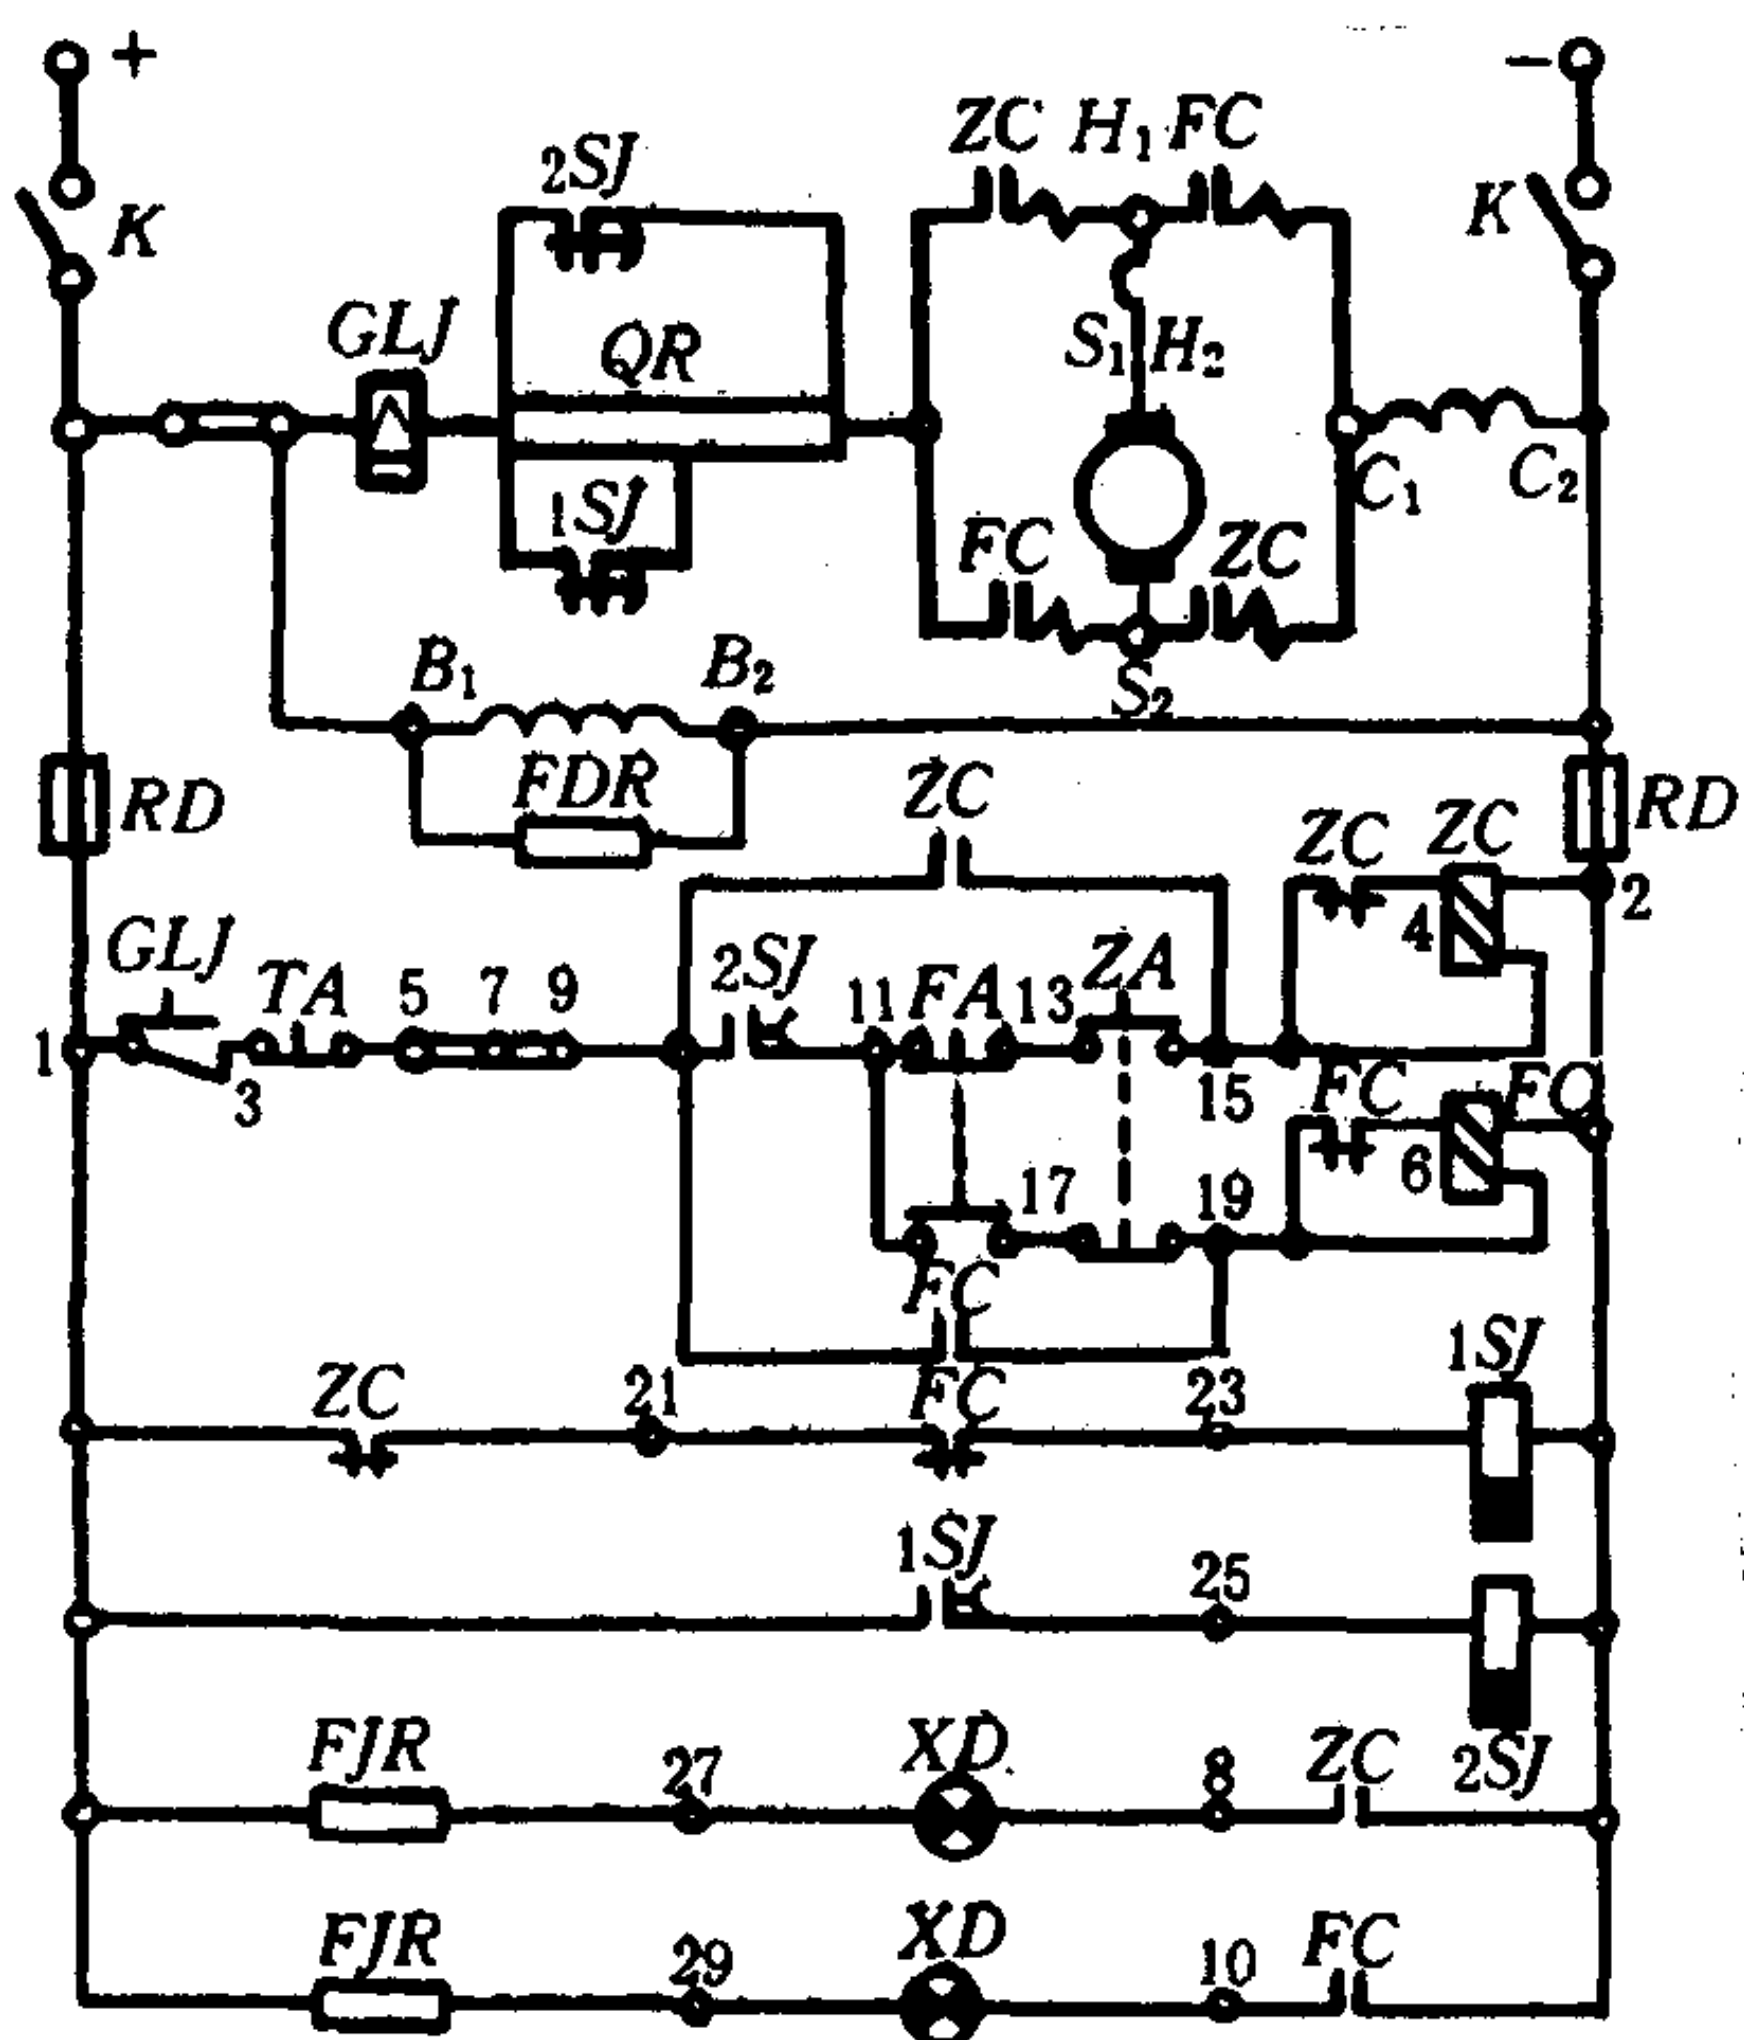 + −
ZC H₁ FC
2SJ
K K
GLJ QR S₁ H₂
1SJ C₁ C₂
FC ZC
B₁ B₂ S₂
RD FDR ZC RD
ZC ZC
4 2
GLJ TA 5 7 9 2SJ 11 FA 13 ZA
1 3 15 FC FC
17 19 6
FC
1SJ
ZC 21 FC 23
1SJ 25
FJR 27 XD 8 ZC 2SJ
FJR 29 XD 10 FC